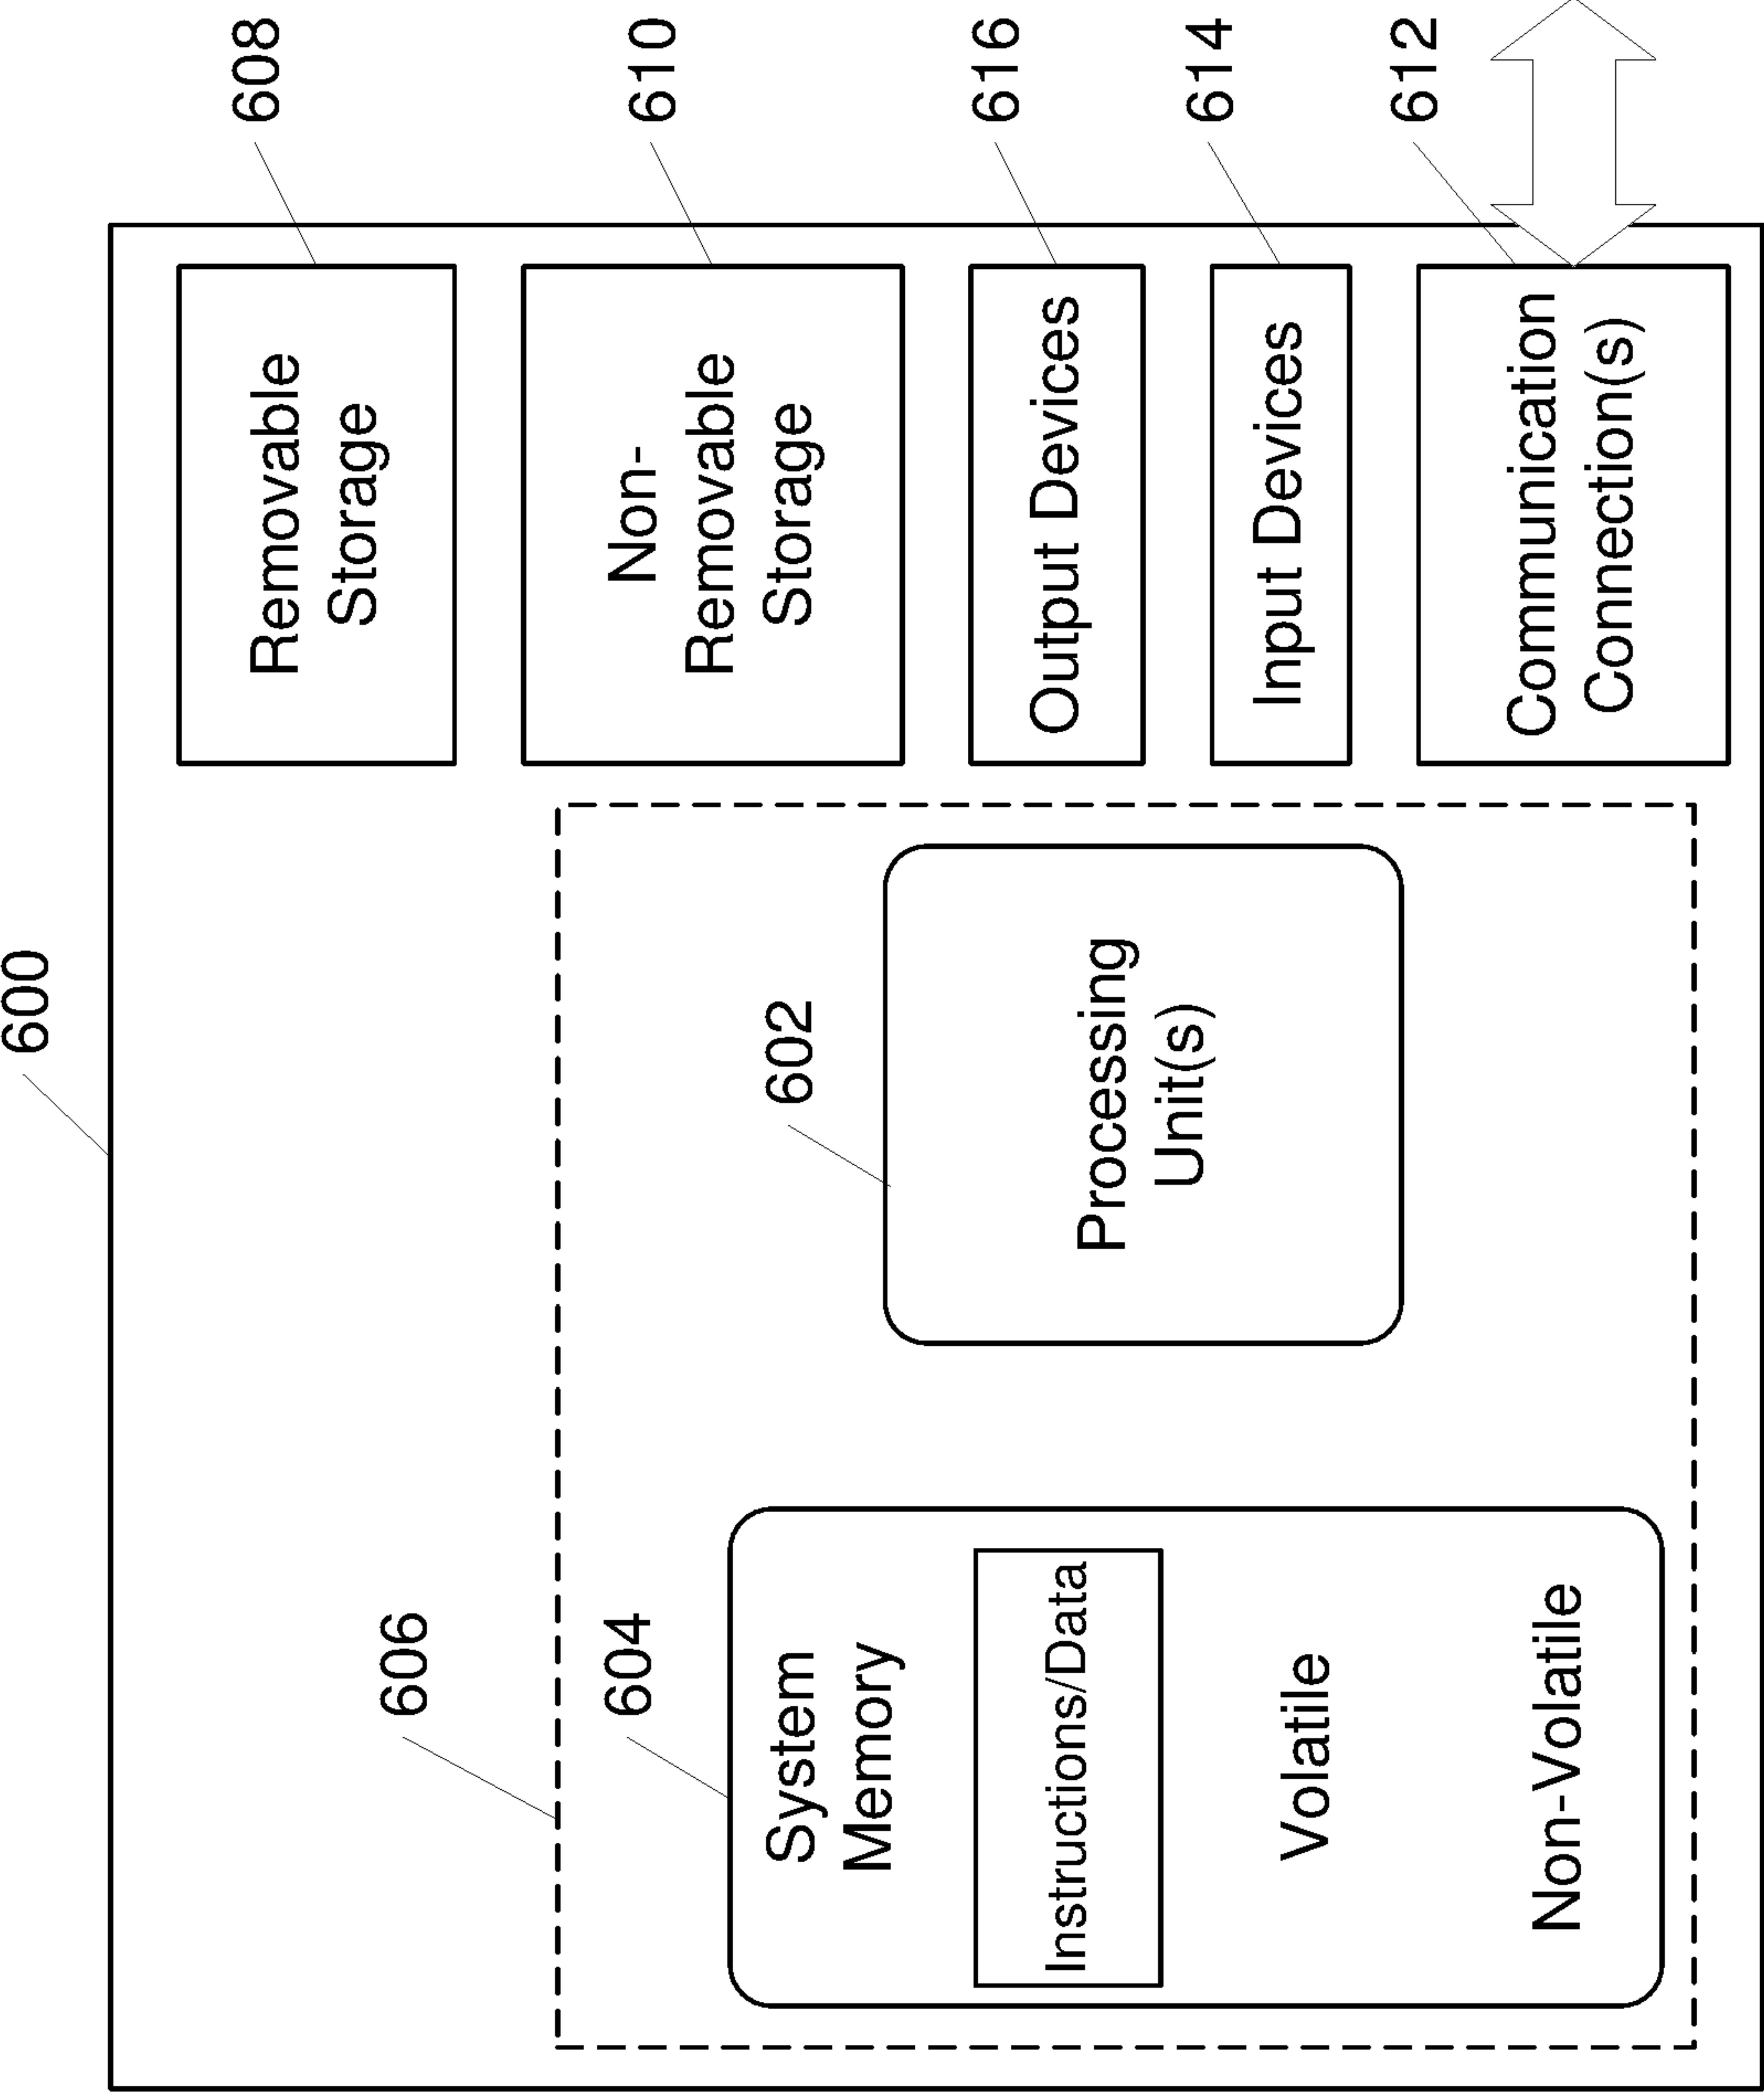 600
606
604
System
Memory
Instructions/Data
Volatile
Non-Volatile
602
Processing
Unit(s)
Removable
Storage
608
Non-
Removable
Storage
610
Output Devices
616
Input Devices
614
Communication
Connection(s)
612